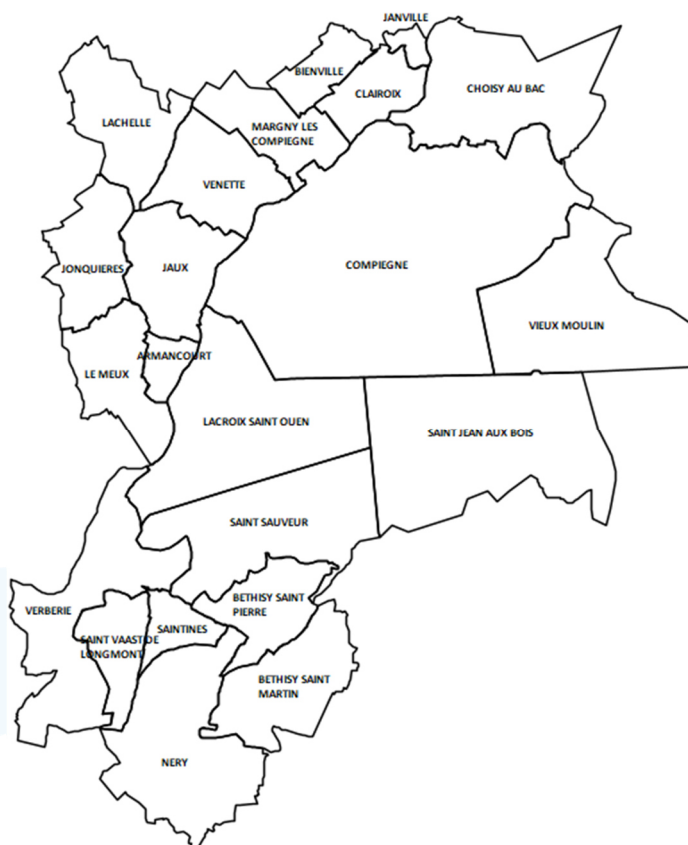 JANVILLE
BIENVILLE
CLAIROIX
CHOISY AU BAC
LACHELLE
MARGNY LES
COMPIEGNE
VENETTE
COMPIEGNE
JONQUIERES
JAUX
VIEUX MOULIN
ARMANCOURT
LE MEUX
LACROIX SAINT OUEN
SAINT JEAN AUX BOIS
SAINT SAUVEUR
BETHISY SAINT
PIERRE
VERBERIE
SAINTINES
SAINT VAAST DE
LONGMONT
BETHISY SAINT
MARTIN
NERY